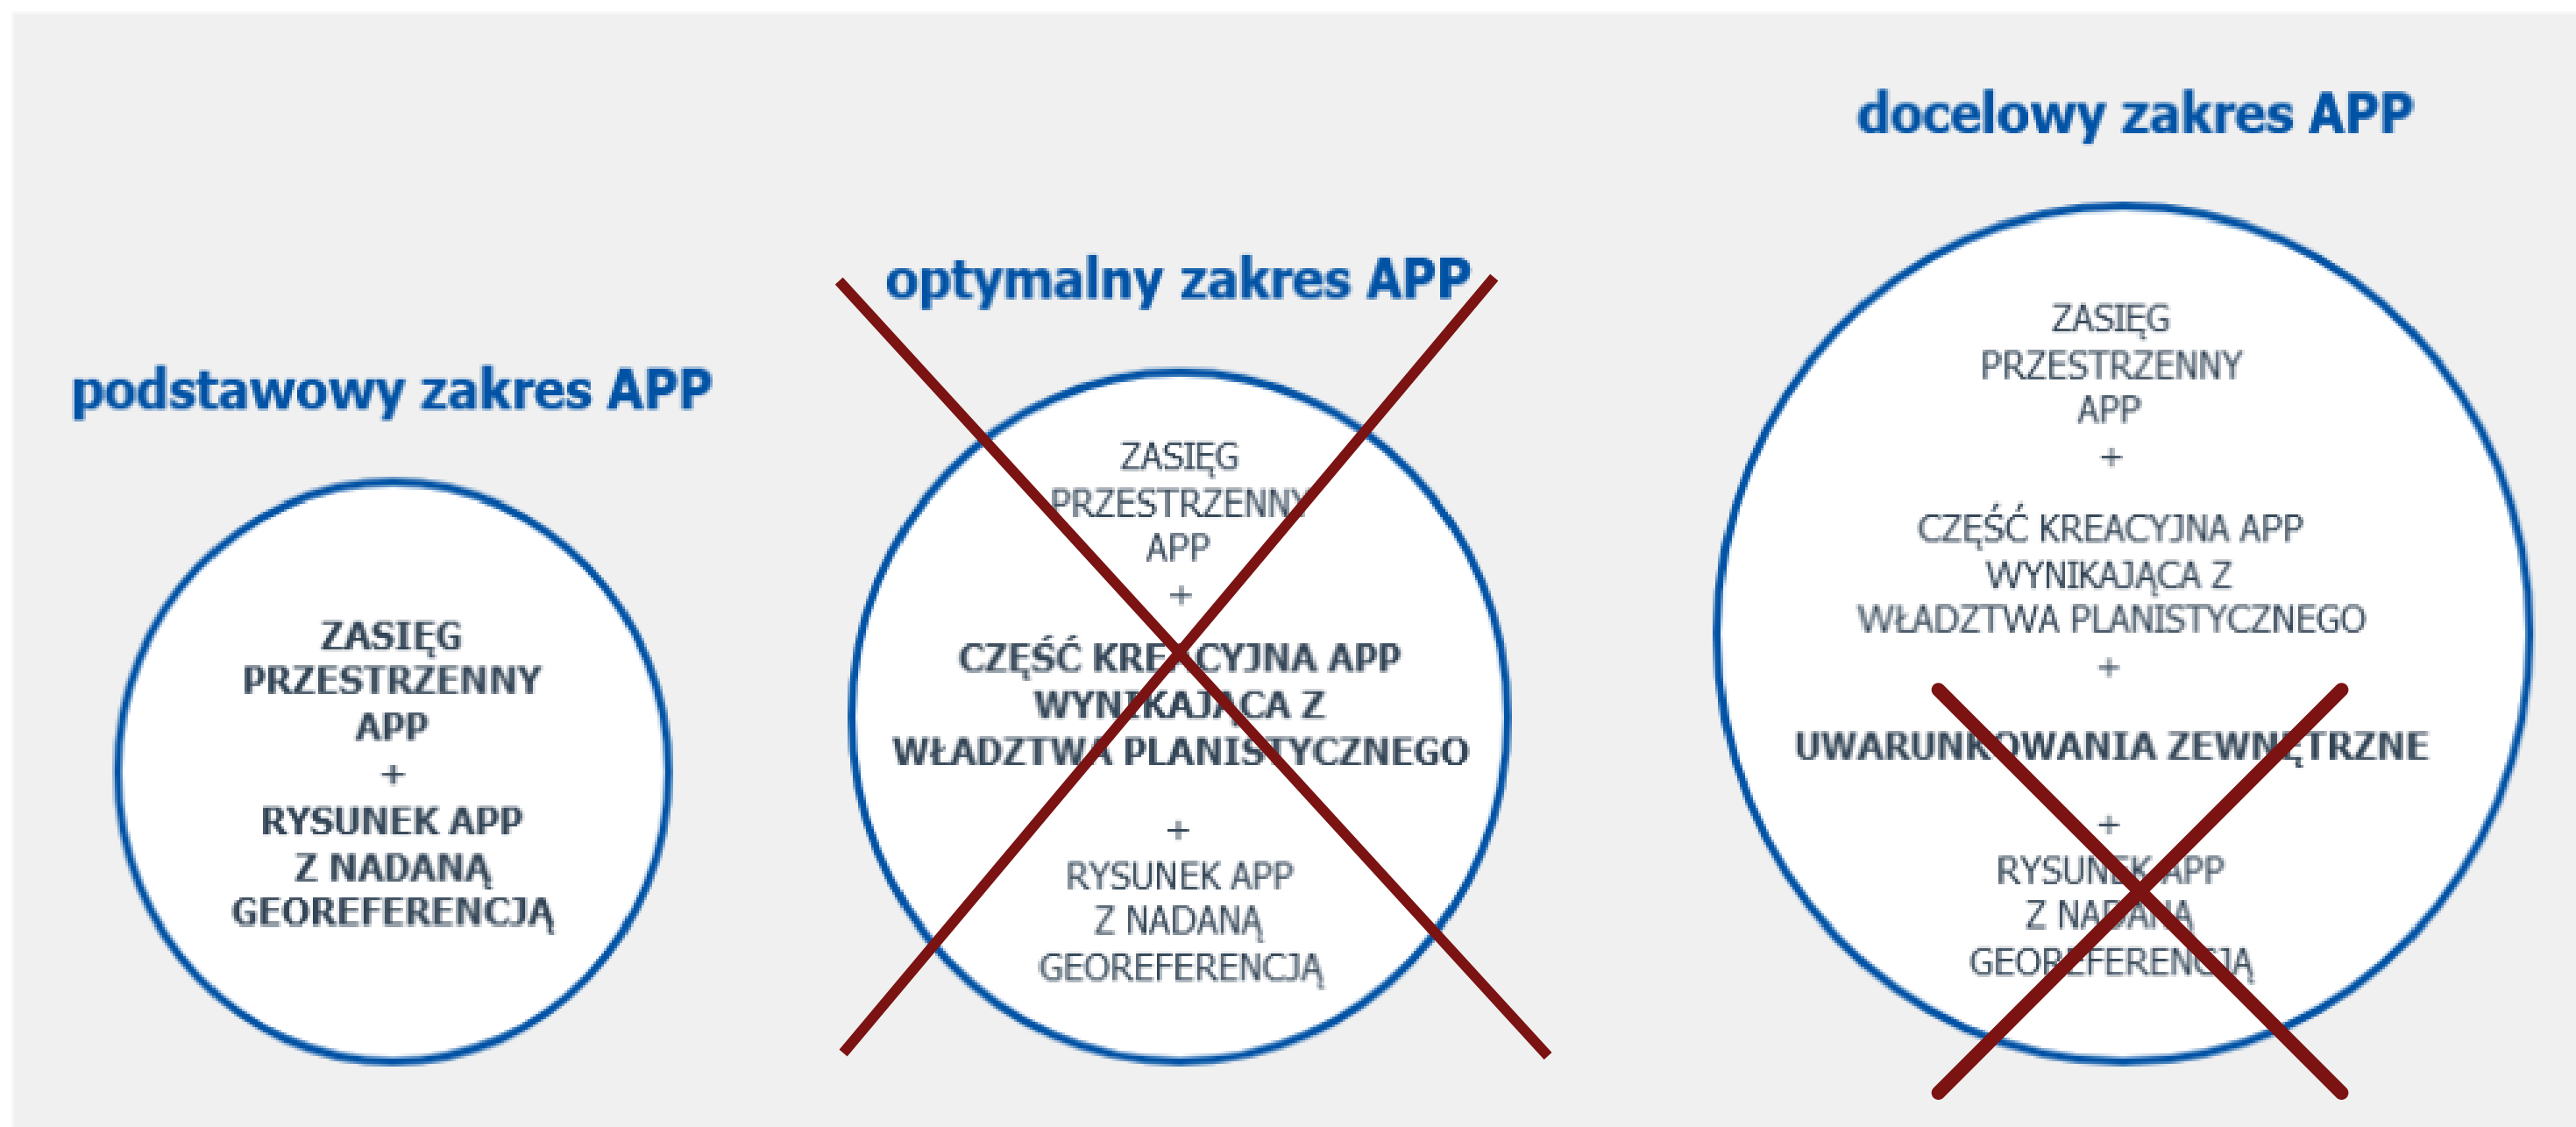 podstawowy zakres APP
ZASIĘG
PRZESTRZENNY
APP
+
RYSUNEK APP
Z NADANĄ
GEOREFERENCJĄ
optymalny zakres APP
ZASIĘG
PRZESTRZENNY
APP
+
CZĘŚĆ KREACYJNA APP
WYNIKAJĄCA Z
WŁADZTWA PLANISTYCZNEGO
+
RYSUNEK APP
Z NADANĄ
GEOREFERENCJĄ
docelowy zakres APP
ZASIĘG
PRZESTRZENNY
APP
+
CZĘŚĆ KREACYJNA APP
WYNIKAJĄCA Z
WŁADZTWA PLANISTYCZNEGO
+
UWARUNKOWANIA ZEWNĘTRZNE
+
RYSUNEK APP
Z NADANĄ
GEOREFERENCJĄ